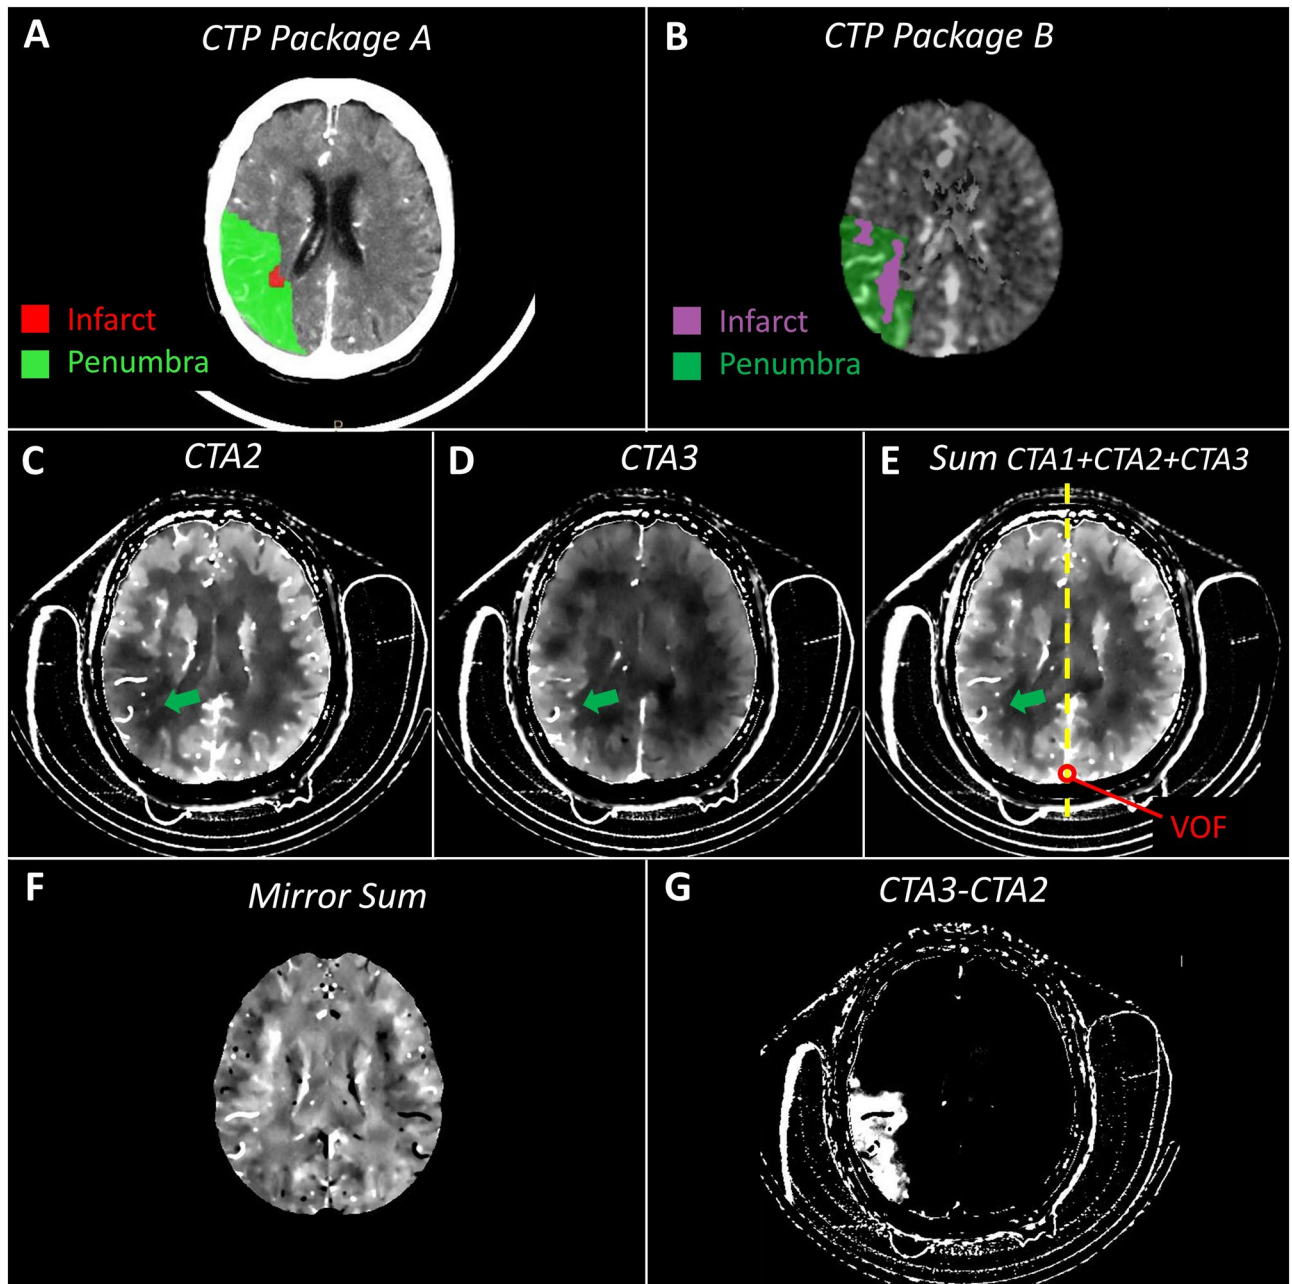 A
CTP Package A
Infarct
Penumbra
P
B
CTP Package B
Infarct
Penumbra
C
CTA2
D
CTA3
E
Sum CTA1+CTA2+CTA3
VOF
F
Mirror Sum
G
CTA3-CTA2